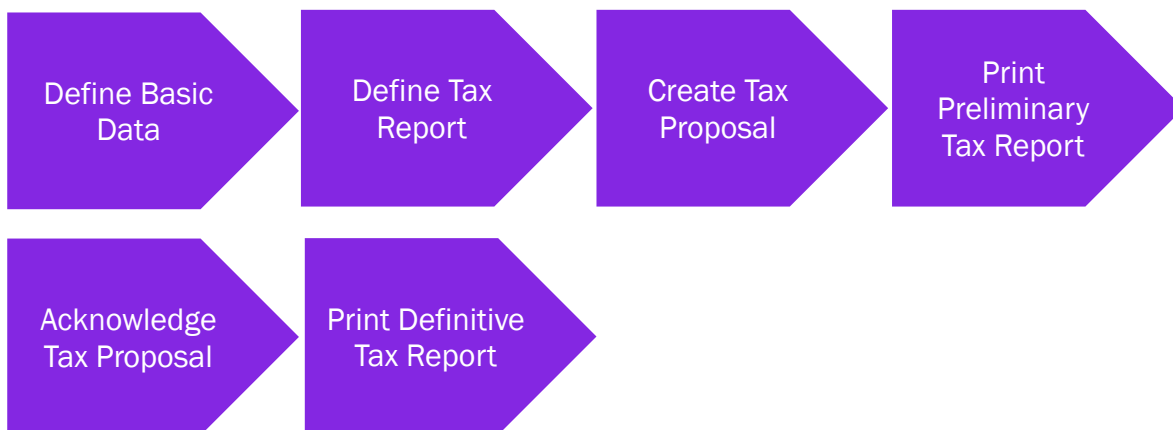 Define Basic
Data
Define Tax
Report
Create Tax
Proposal
Print
Preliminary
Tax Report
Acknowledge
Tax Proposal
Print Definitive
Tax Report